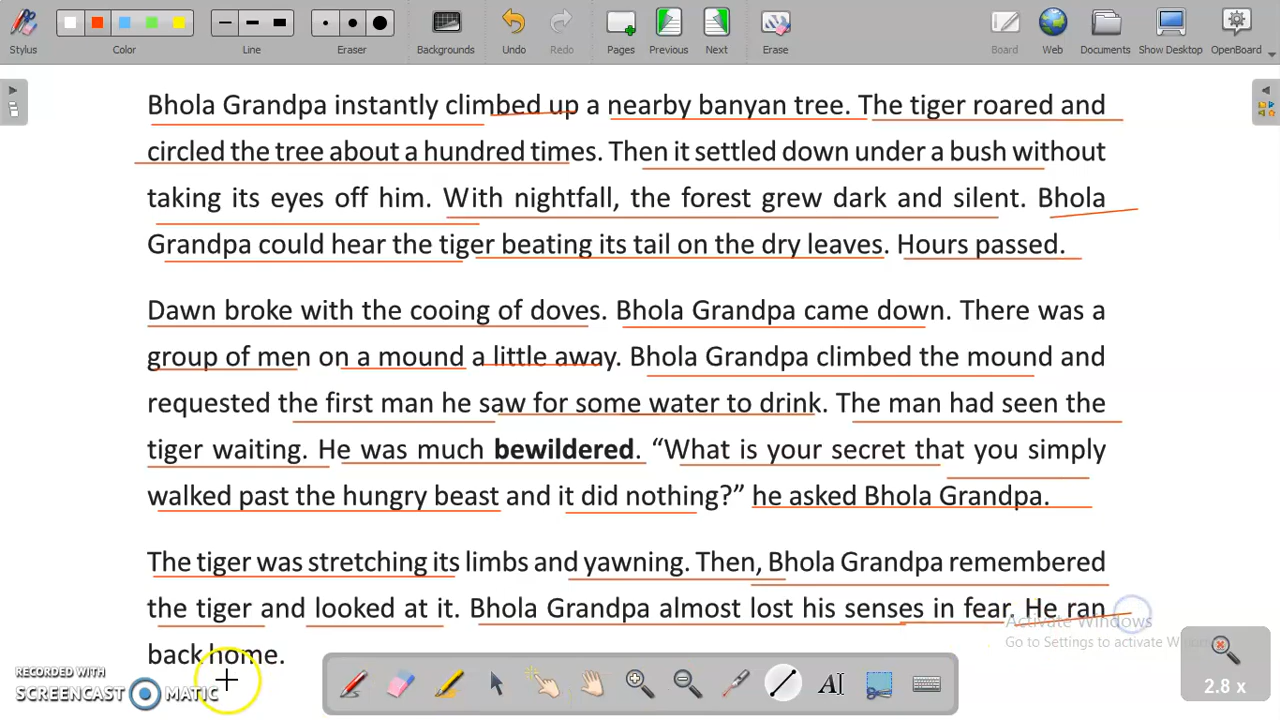 Stylus Color Line Eraser Backgrounds Undo Redo Pages Previous Next Erase Board Web Documents Show Desktop OpenBoard
Bhola Grandpa instantly climbed up a nearby banyan tree. The tiger roared and
circled the tree about a hundred times. Then it settled down under a bush without
taking its eyes off him. With nightfall, the forest grew dark and silent. Bhola
Grandpa could hear the tiger beating its tail on the dry leaves. Hours passed.
Dawn broke with the cooing of doves. Bhola Grandpa came down. There was a
group of men on a mound a little away. Bhola Grandpa climbed the mound and
requested the first man he saw for some water to drink. The man had seen the
tiger waiting. He was much bewildered. “What is your secret that you simply
walked past the hungry beast and it did nothing?” he asked Bhola Grandpa.
The tiger was stretching its limbs and yawning. Then, Bhola Grandpa remembered
the tiger and looked at it. Bhola Grandpa almost lost his senses in fear. He ran
back home.
Activate Windows
Go to Settings to activate
RECORDED WITH
SCREENCAST MATIC
AI
2.8 x